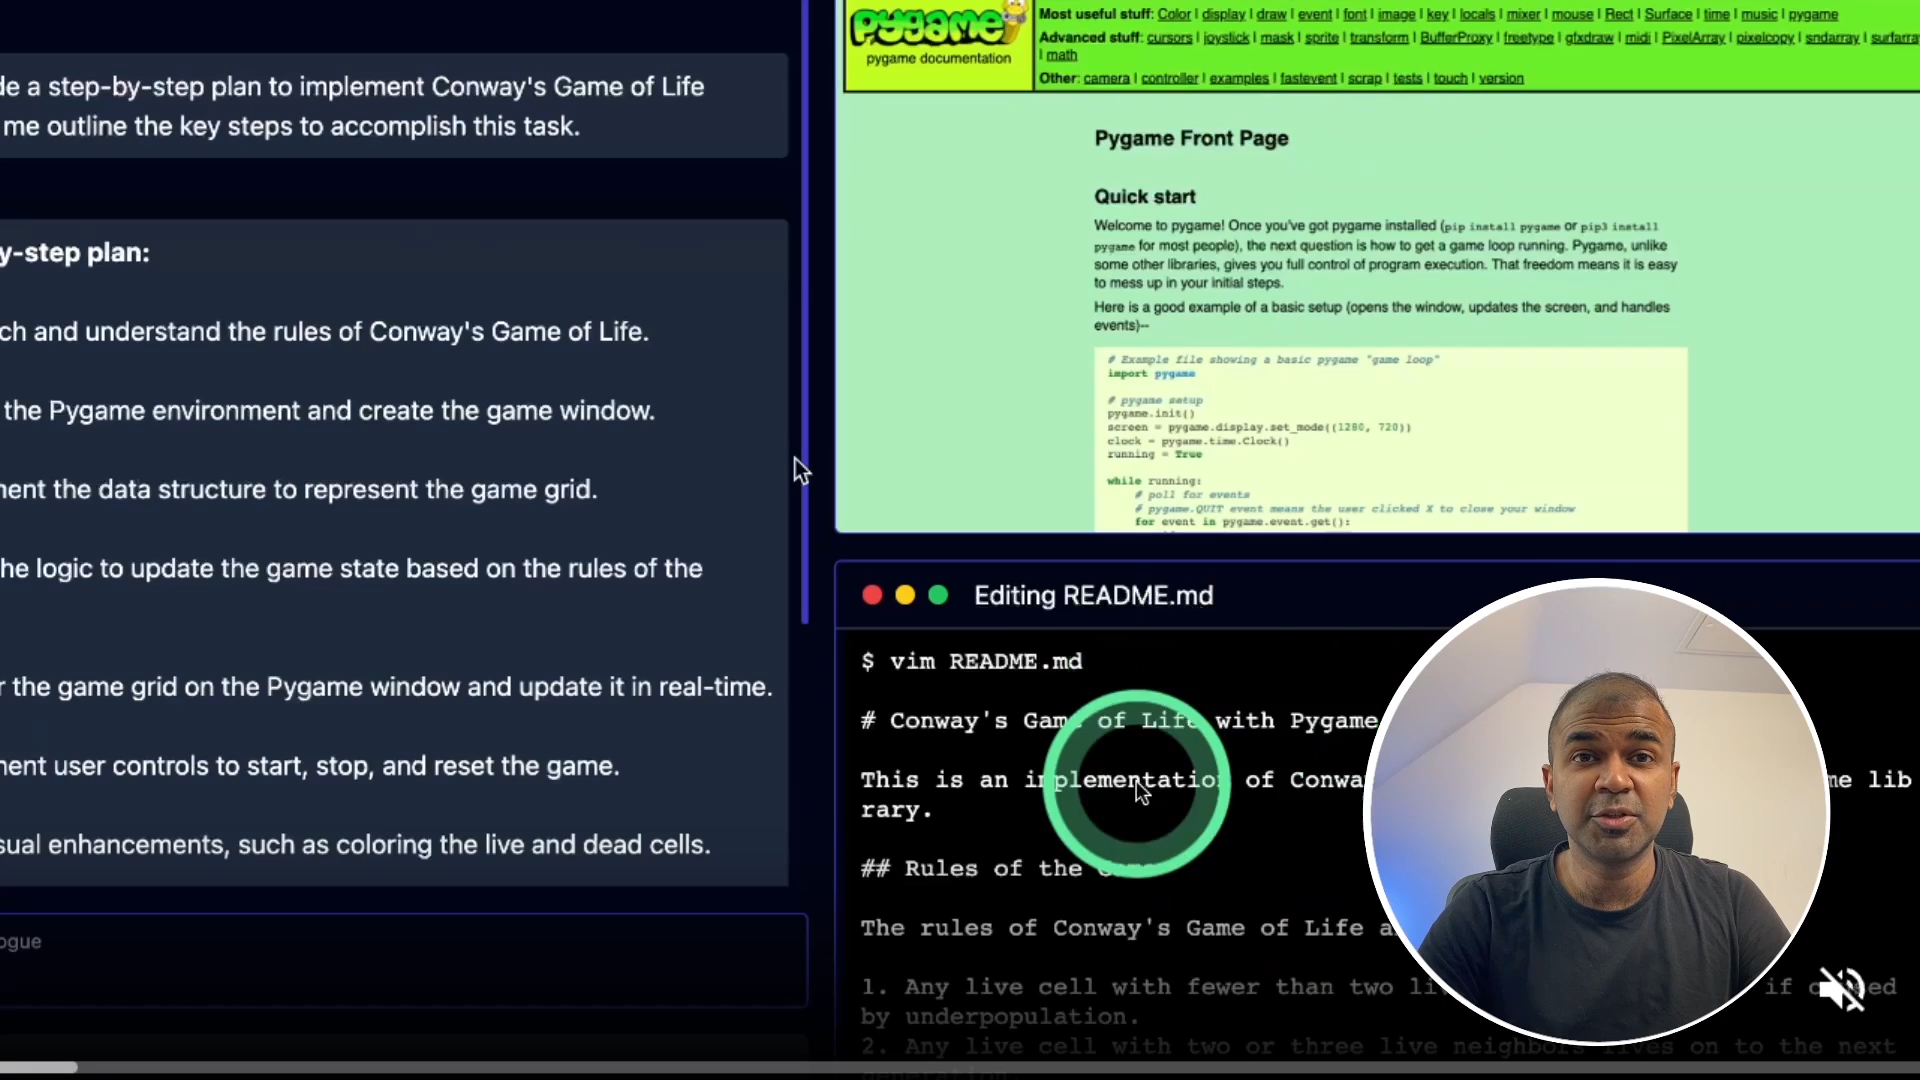 a step-by-step plan to implement Conway's Game of Life
me outline the key steps to accomplish this task.
y-step plan:
ch and understand the rules of Conway's Game of Life.
the Pygame environment and create the game window.
ent the data structure to represent the game grid.
he logic to update the game state based on the rules of the
r the game grid on the Pygame window and update it in real-time.
ent user controls to start, stop, and reset the game.
sual enhancements, such as coloring the live and dead cells.
ogue
pygame
pygame documentation
Most useful stuff: Color | display | draw | event | font | image | key | locals | mixer | mouse | Rect | Surface | time | music | pygame
Advanced stuff: cursors | joystick | mask | sprite | transform | BufferProxy | freetype | gfxdraw | midi | PixelArray | pixelcopy | sndarray | surfarra
| math
Other: camera | controller | examples | fastevent | scrap | tests | touch | version
Pygame Front Page
Quick start
Welcome to pygame! Once you've got pygame installed (pip install pygame or pip3 install
pygame for most people), the next question is how to get a game loop running. Pygame, unlike
some other libraries, gives you full control of program execution. That freedom means it is easy
to mess up in your initial steps.
Here is a good example of a basic setup (opens the window, updates the screen, and handles
events)--
# Example file showing a basic pygame "game loop"
import pygame
# pygame setup
pygame.init()
screen = pygame.display.set_mode((1280, 720))
clock = pygame.time.Clock()
running = True
while running:
# poll for events
# pygame.QUIT event means the user clicked X to close your window
for event in pygame.event.get():
Editing README.md
$ vim README.md
# Conway's Game of Life with Pygame
This is an implementation of Conwa me lib
rary.
## Rules of the
The rules of Conway's Game of Life a
1. Any live cell with fewer than two li if
by underpopulation.
2. Any live cell with two or three live neighbors lives on to the next
generation